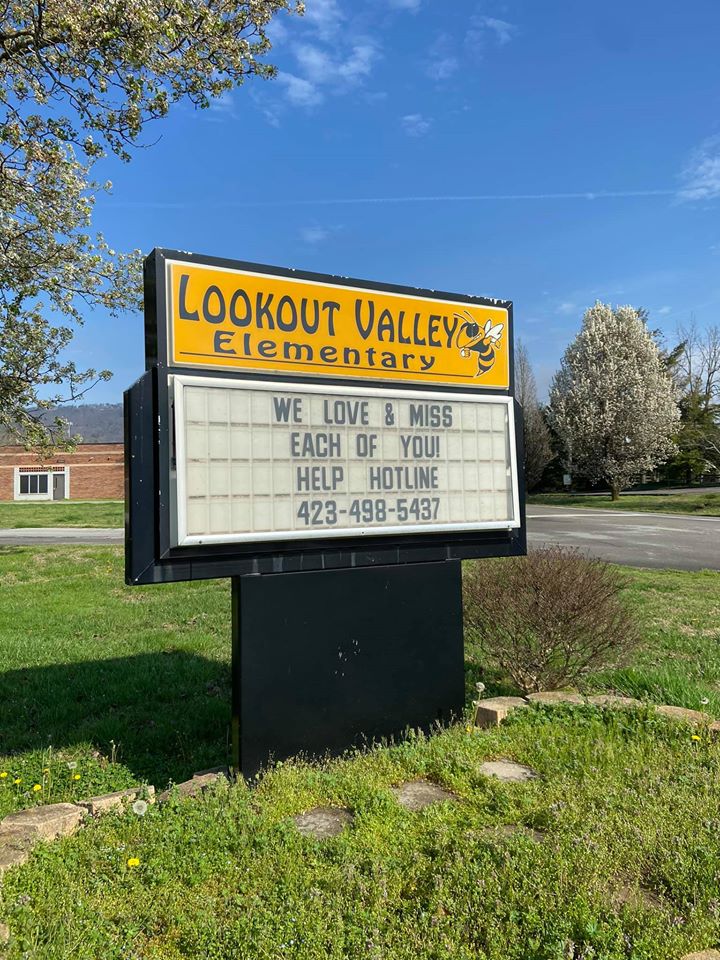 LOOKOUT VALLEY
Elementary
WE LOVE & MISS
EACH OF YOU!
HELP HOTLINE
423-498-5437